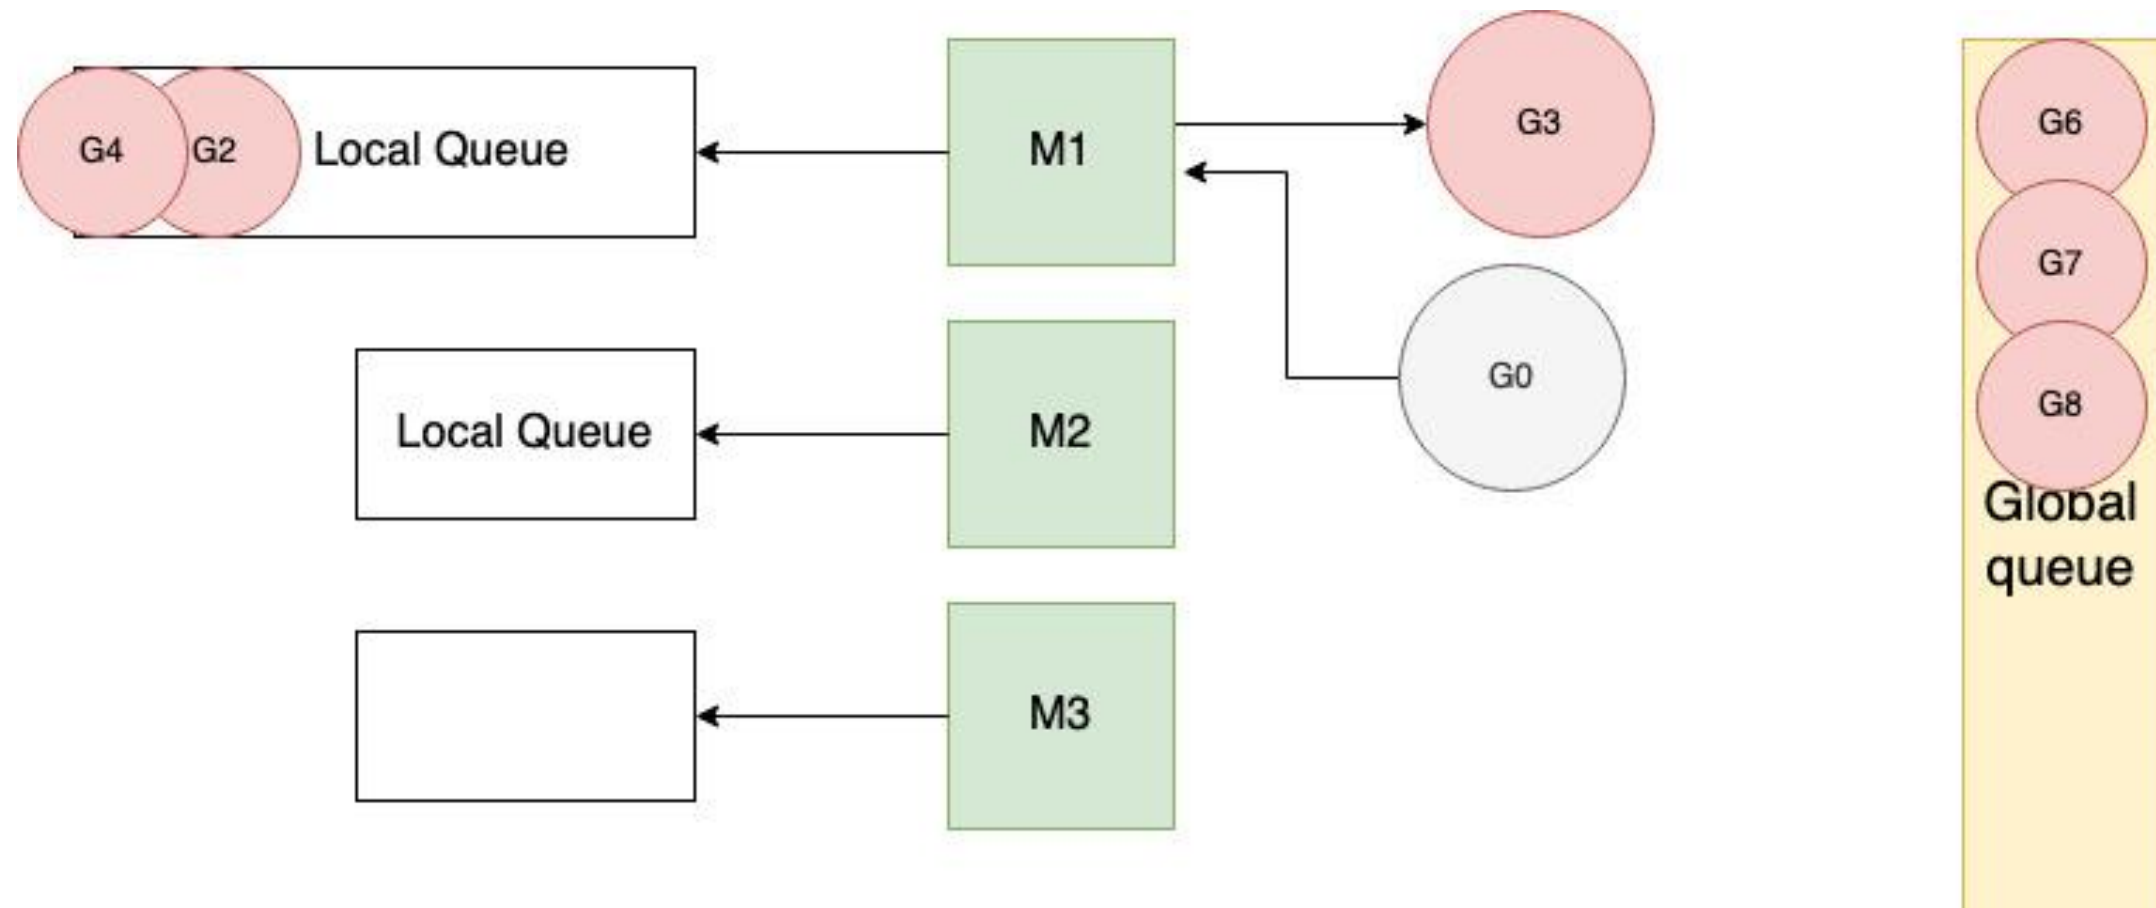 G4
G2
Local Queue
M1
G3
G6
G7
G8
Local Queue
M2
G0
Global
queue
M3